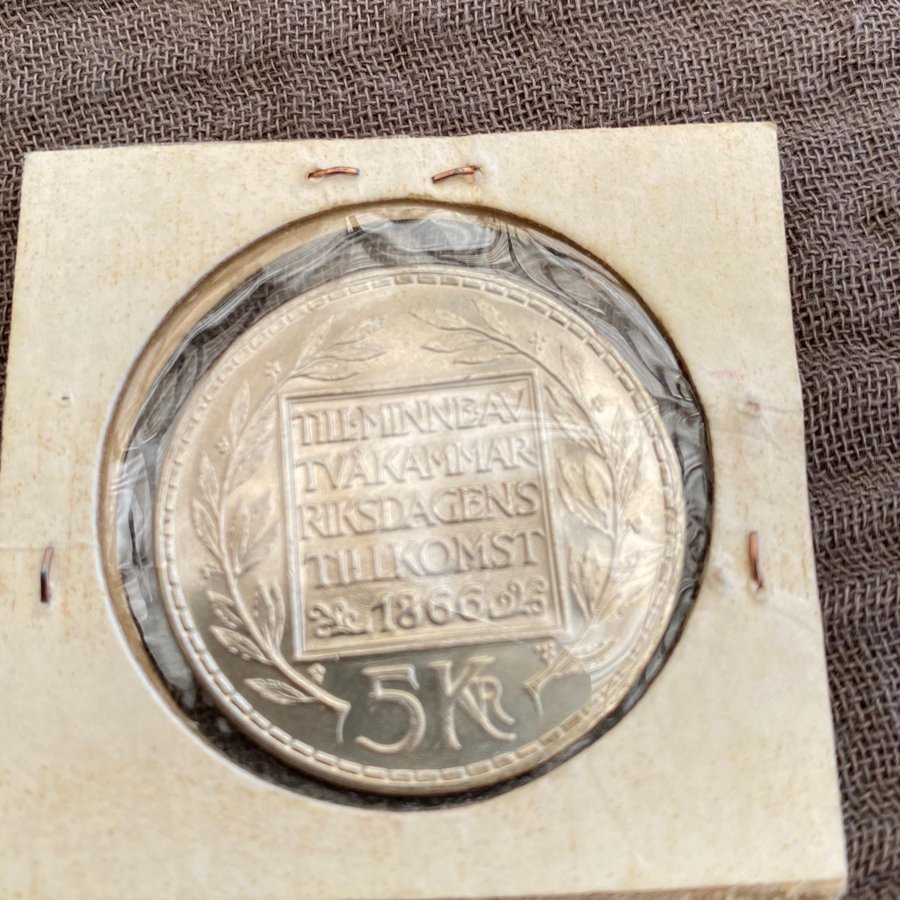 TILL·MINNE·AV
TVÅKAMMAR-
RIKSDAGENS
TILLKOMST
1866
5 KR